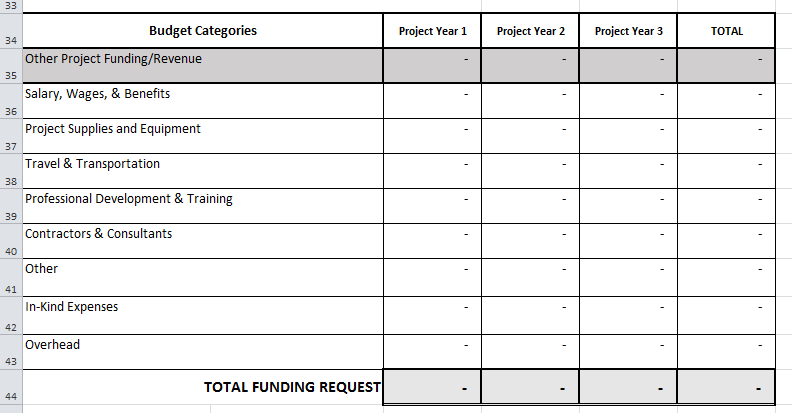 33
34 Budget Categories Project Year 1 Project Year 2 Project Year 3 TOTAL
35 Other Project Funding/Revenue - - - -
36 Salary, Wages, & Benefits - - - -
37 Project Supplies and Equipment - - - -
38 Travel & Transportation - - - -
39 Professional Development & Training - - - -
40 Contractors & Consultants - - - -
41 Other - - - -
42 In-Kind Expenses - - - -
43 Overhead - - - -
44 TOTAL FUNDING REQUEST - - - -